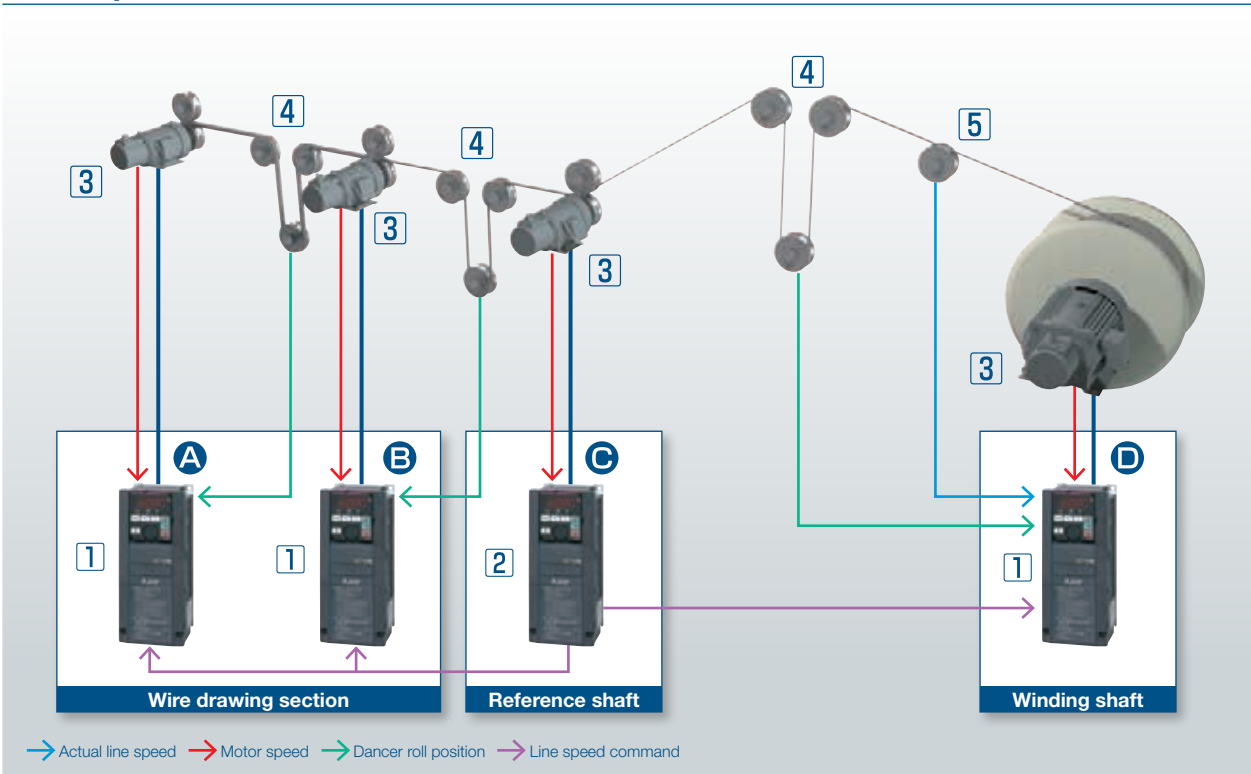 4
4
4
5
3
3
3
3
A
B
C
D
1
1
2
1
Wire drawing section
Reference shaft
Winding shaft
Actual line speed
Motor speed
Dancer roll position
Line speed command